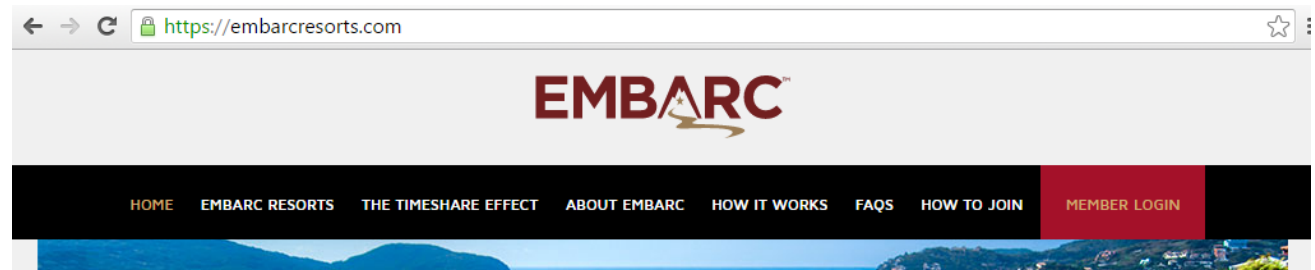 https://embarcresorts.com
EMBARC™
HOME EMBARC RESORTS THE TIMESHARE EFFECT ABOUT EMBARC HOW IT WORKS FAQS HOW TO JOIN MEMBER LOGIN